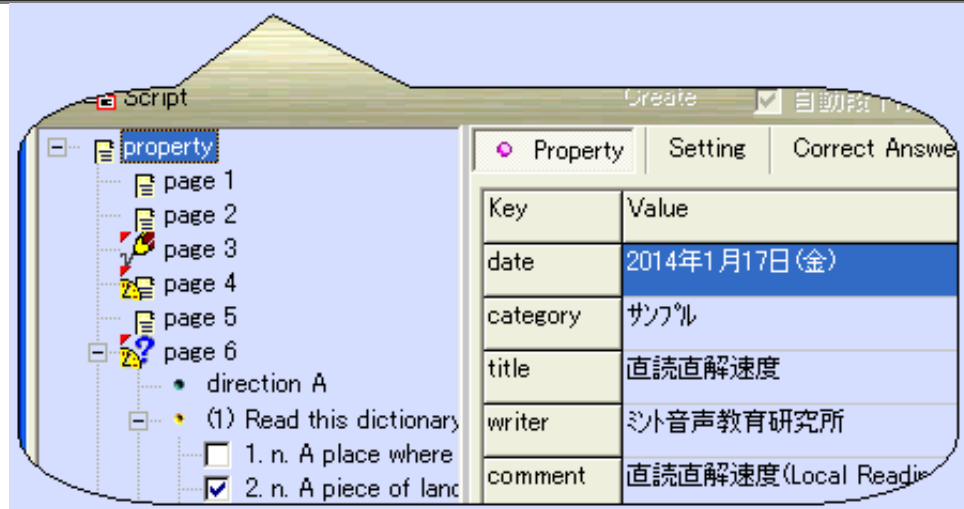 Script
Create
property
page 1
page 2
page 3
page 4
page 5
page 6
direction A
(1) Read this dictionary
1. n. A place where
2. n. A piece of land
Property Setting Correct Answe
Key Value
date 2014年1月17日(金)
category ｻﾝﾌﾟﾙ
title 直読直解速度
writer ﾐﾝﾄ音声教育研究所
comment 直読直解速度(Local Readin